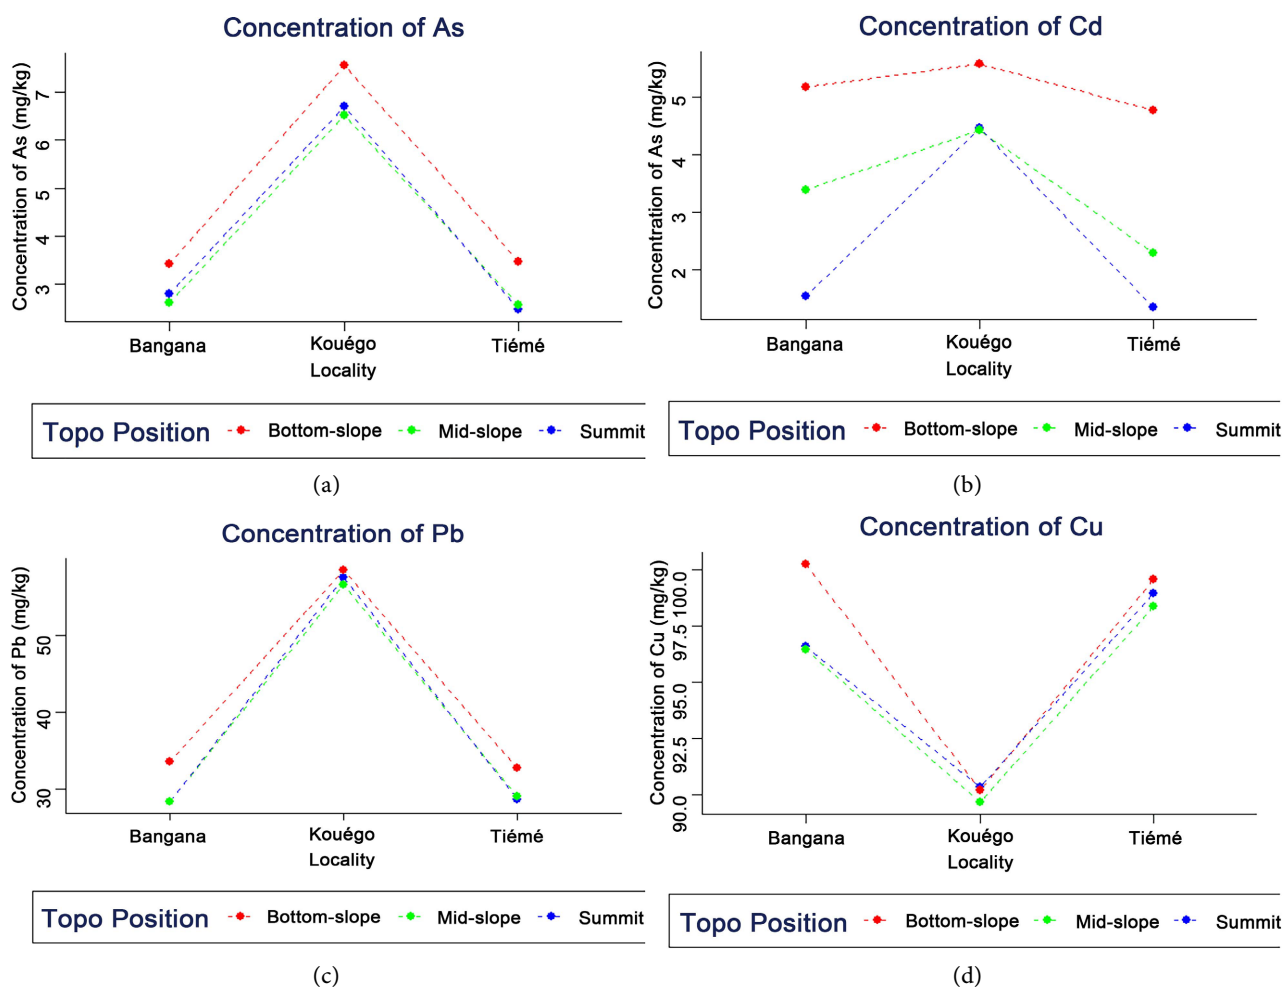 Concentration of As
Concentration of As (mg/kg)
7
6
5
4
3
Bangana Kouégo Tiémé
Locality
Topo Position Bottom-slope Mid-slope Summit
(a)
Concentration of Cd
Concentration of As (mg/kg)
5
4
3
2
Bangana Kouégo Tiémé
Locality
Topo Position Bottom-slope Mid-slope Summit
(b)
Concentration of Pb
Concentration of Pb (mg/kg)
50
40
30
Bangana Kouégo Tiémé
Locality
Topo Position Bottom-slope Mid-slope Summit
(c)
Concentration of Cu
Concentration of Cu (mg/kg)
100.0
97.5
95.0
92.5
90.0
Bangana Kouégo Tiémé
Locality
Topo Position Bottom-slope Mid-slope Summit
(d)